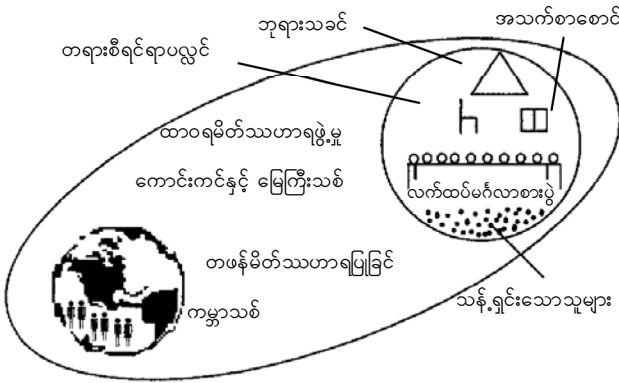 ဘုရားသခင်
အသက်စာစောင်
တရားစီရင်ရာပလ္လင်
ထာဝရမိတ်ဿဟာရဖွဲ့မှု
ကောင်းကင်နှင့် မြေကြီးသစ်
လက်ထပ်မင်္ဂလာစားပွဲ
တဖန်မိတ်ဿဟာရပြုခြင်
သန့်ရှင်းသောသူများ
ကမ္ဘာသစ်